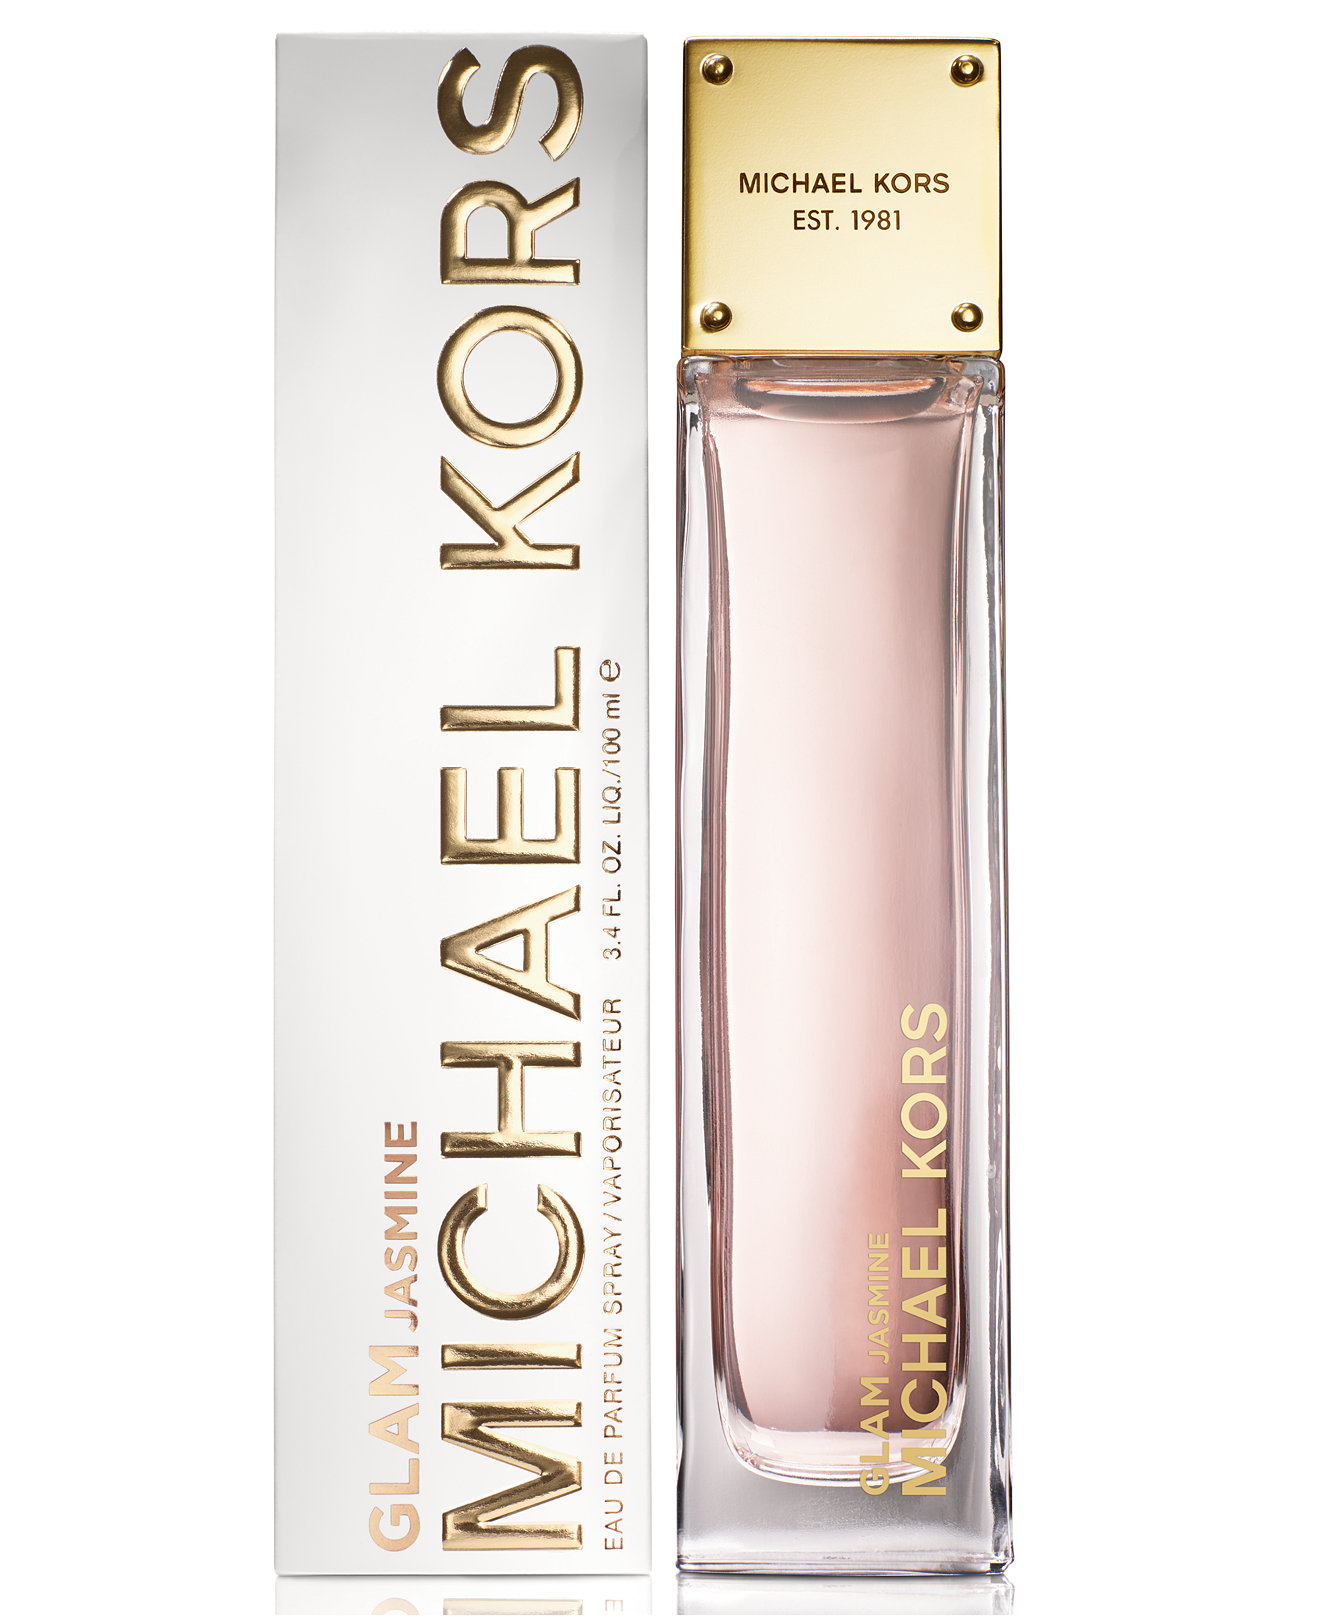 GLAM JASMINE
MICHAEL KORS
EAU DE PARFUM SPRAY/VAPORISATEUR 3.4 FL. OZ. LIQ./100 ml ℮
MICHAEL KORS
EST. 1981
GLAM JASMINE
MICHAEL KORS